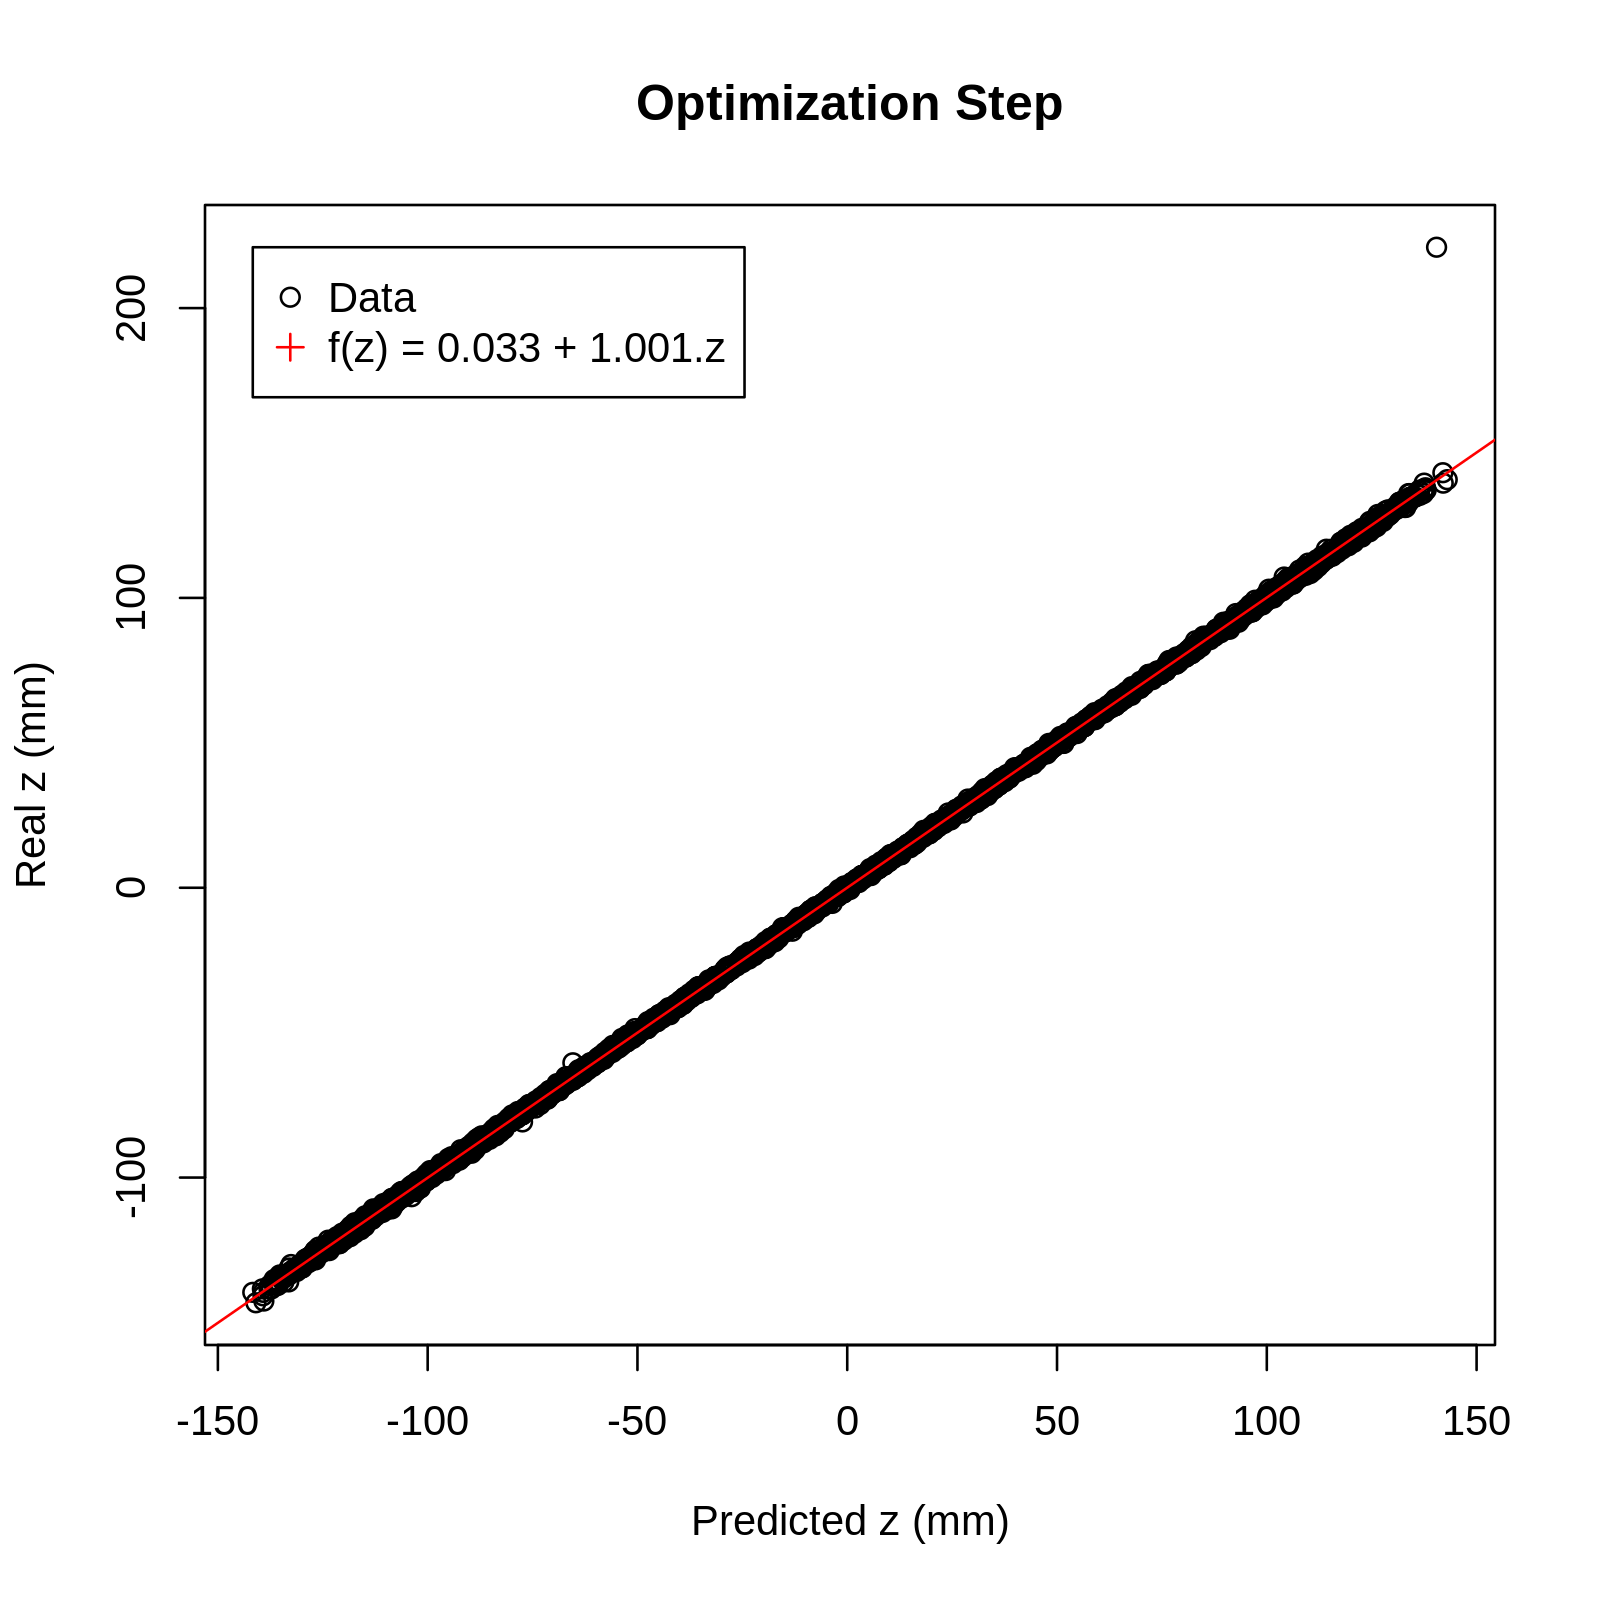 Optimization Step
Data
f(z) = 0.033 + 1.001.z
Real z (mm)
200
100
0
-100
-150
-100
-50
0
50
100
150
Predicted z (mm)